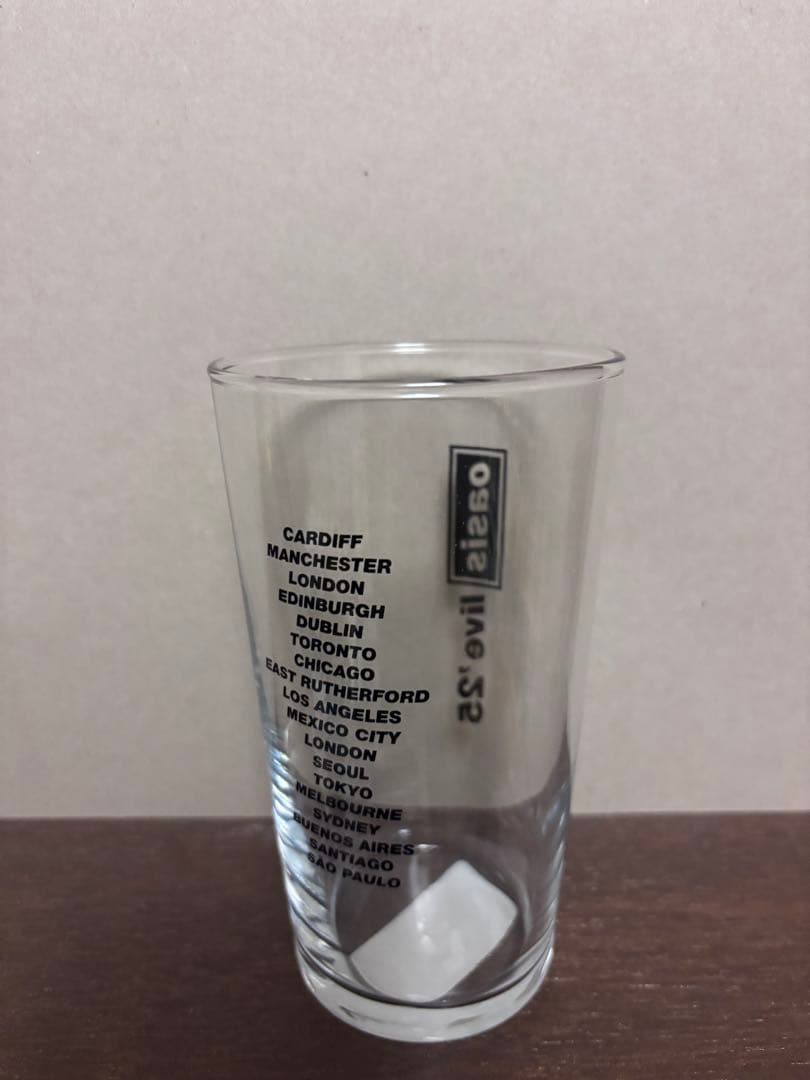 CARDIFF
MANCHESTER
LONDON
EDINBURGH
DUBLIN
TORONTO
CHICAGO
EAST RUTHERFORD
LOS ANGELES
MEXICO CITY
LONDON
SEOUL
TOKYO
MELBOURNE
SYDNEY
BUENOS AIRES
SANTIAGO
SÃO PAULO
oasis live '25